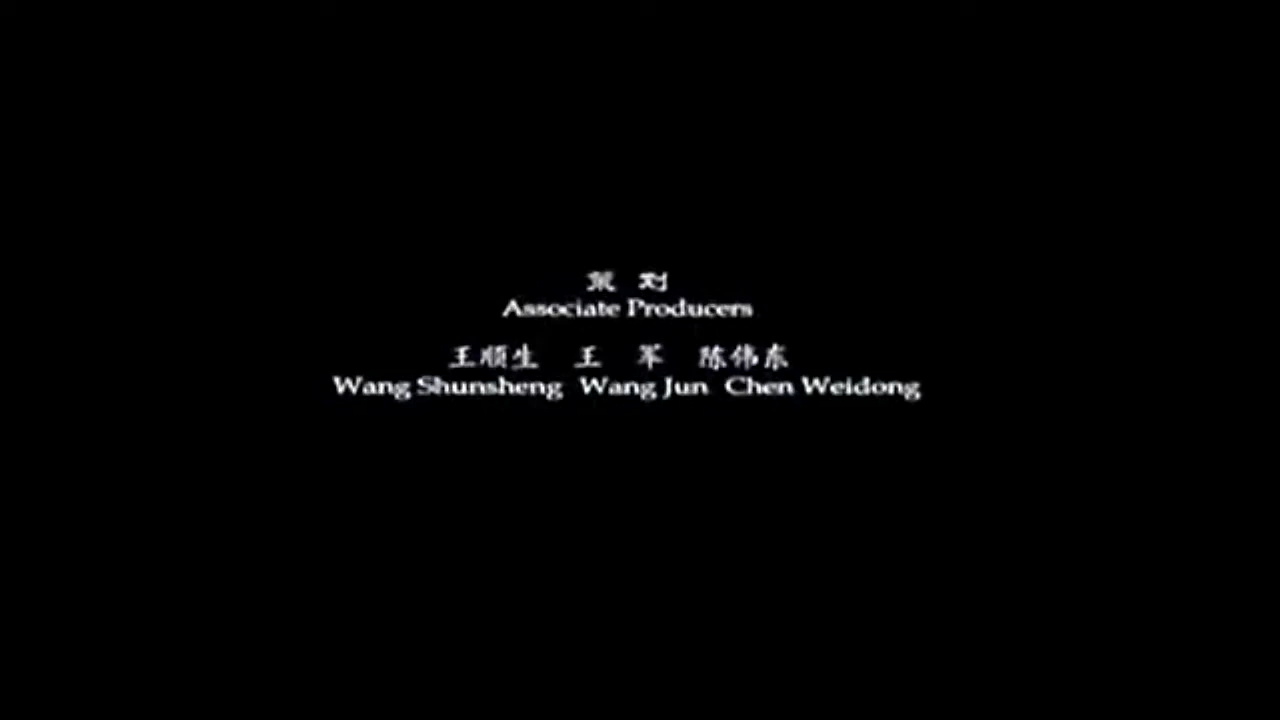 策 划
Associate Producers
王顺生 王 军 陈伟东
Wang Shunsheng Wang Jun Chen Weidong